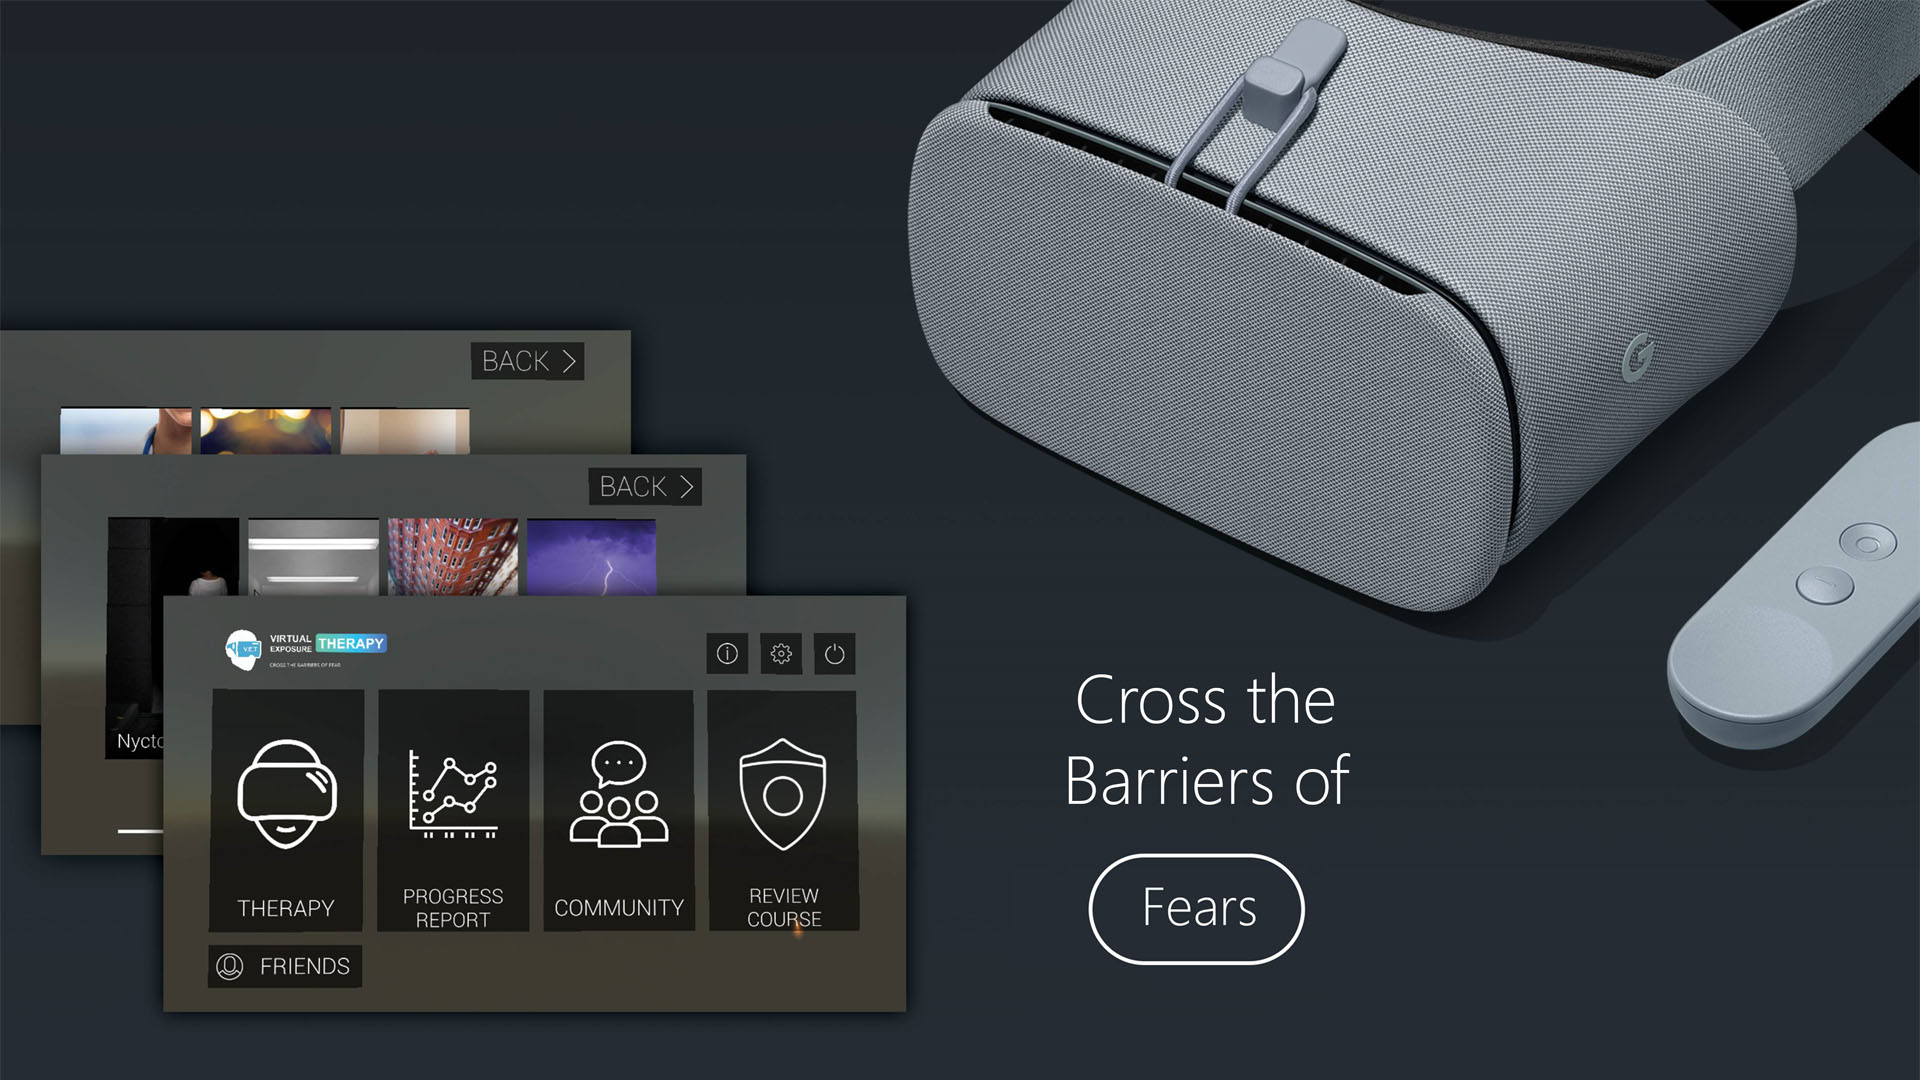 BACK
BACK
Nycto
V.E.T
VIRTUAL
EXPOSURE THERAPY
CROSS THE BARRIERS OF FEAR
THERAPY
PROGRESS
REPORT
COMMUNITY
REVIEW
COURSE
FRIENDS
G
Cross the
Barriers of
Fears